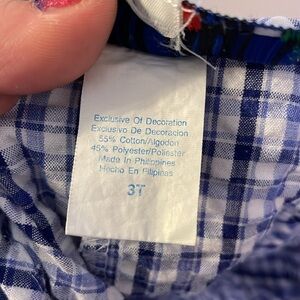 Exclusive Of Decoration
Exclusivo De Decoracion
55% Cotton/Algodon
45% Polyester/Poliester
Made In Philippines
Hecho En Filipinas
3T